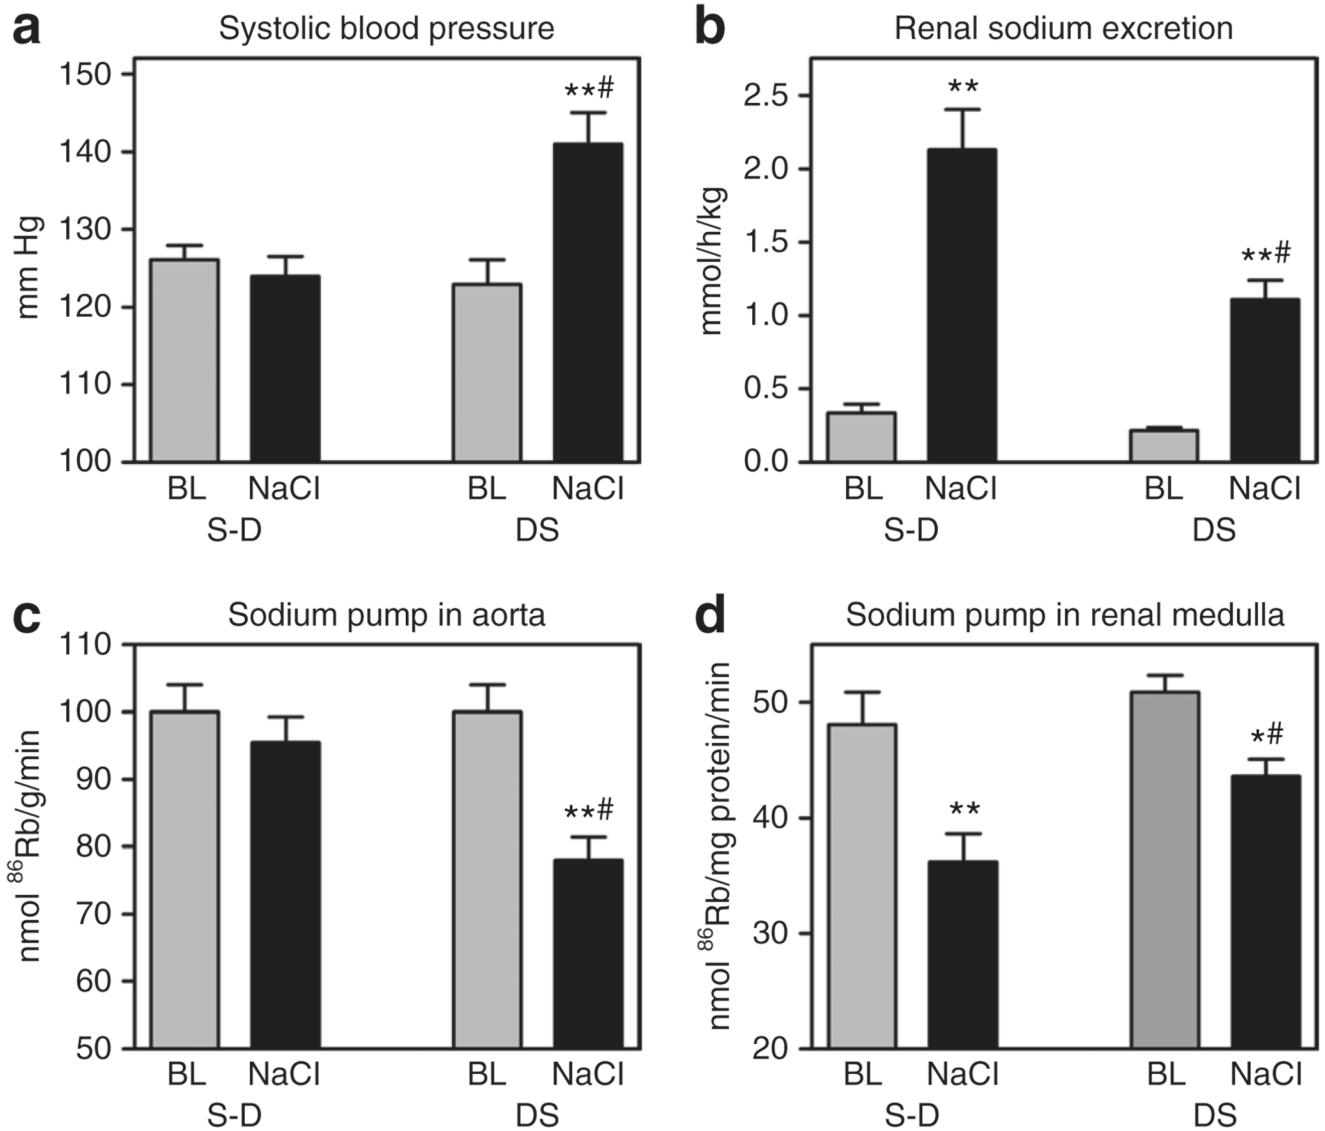 a Systolic blood pressure
mm Hg
150
140
130
120
110
100
**#
BL NaCl BL NaCl
S-D DS
b Renal sodium excretion
mmol/h/kg
2.5
2.0
1.5
1.0
0.5
0.0
**
**#
BL NaCl BL NaCl
S-D DS
c Sodium pump in aorta
nmol ⁸⁶Rb/g/min
110
100
90
80
70
60
50
**#
BL NaCl BL NaCl
S-D DS
d Sodium pump in renal medulla
nmol ⁸⁶Rb/mg protein/min
50
40
30
20
**
*#
BL NaCl BL NaCl
S-D DS